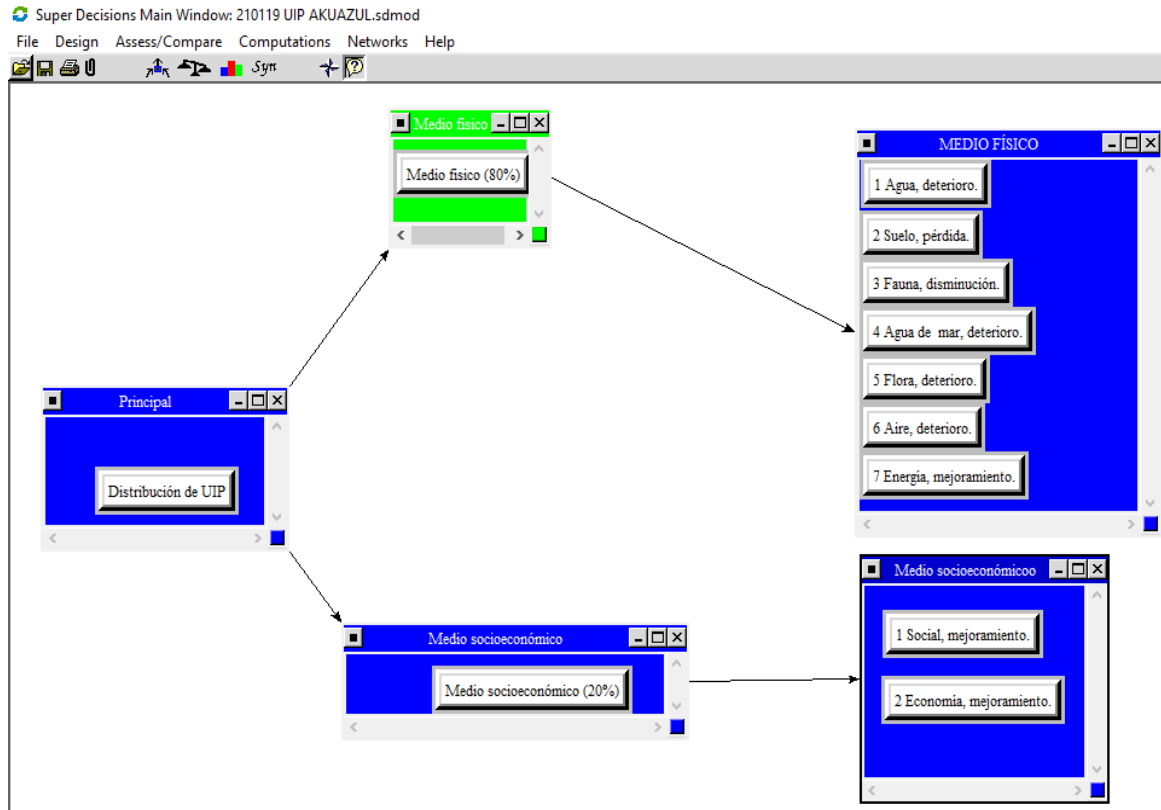 Super Decisions Main Window: 210119 UIP AKUAZUL.sdmod
File Design Assess/Compare Computations Networks Help
Syn
Medio fisico
Medio fisico (80%)
MEDIO FÍSICO
1 Agua, deterioro.
2 Suelo, pérdida.
3 Fauna, disminución.
4 Agua de mar, deterioro.
5 Flora, deterioro.
6 Aire, deterioro.
7 Energía, mejoramiento.
Principal
Distribución de UIP
Medio socioeconómico
Medio socioeconómico (20%)
Medio socioeconómicoo
1 Social, mejoramiento.
2 Economía, mejoramiento.